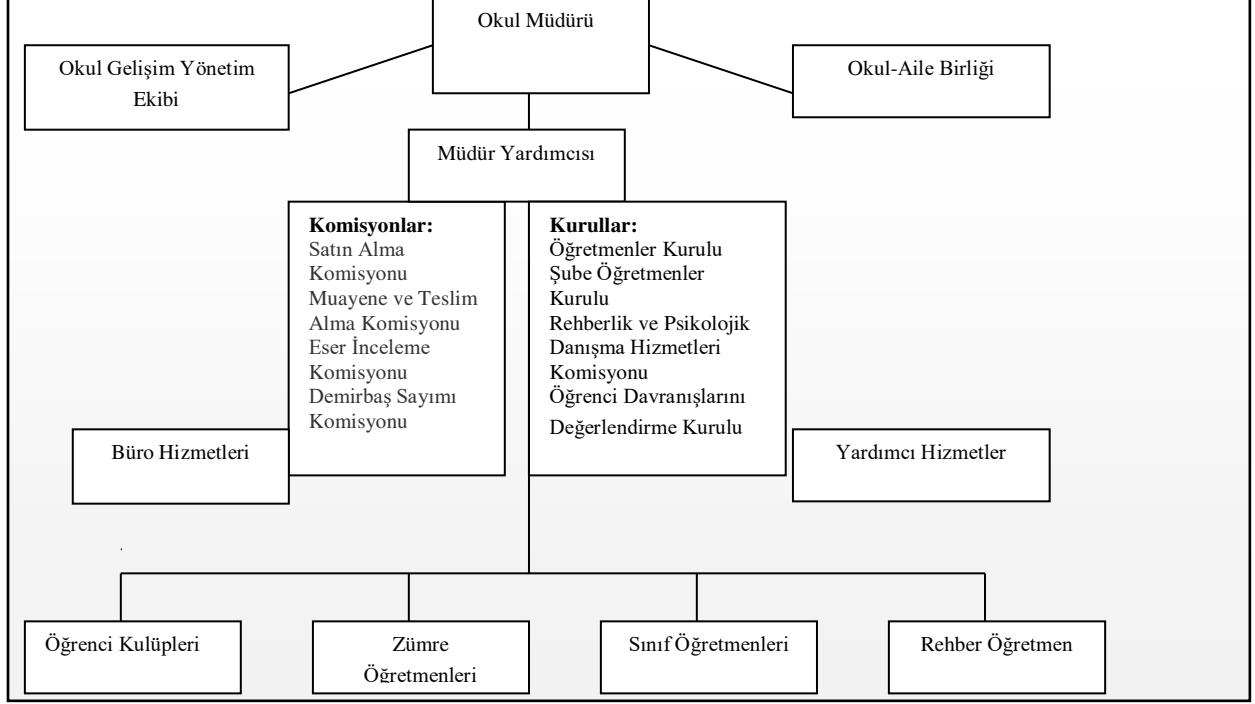 Okul Müdürü
Okul Gelişim Yönetim
Ekibi
Okul-Aile Birliği
Müdür Yardımcısı
Komisyonlar:
Satın Alma
Komisyonu
Muayene ve Teslim
Alma Komisyonu
Eser İnceleme
Komisyonu
Demirbaş Sayımı
Komisyonu
Kurullar:
Öğretmenler Kurulu
Şube Öğretmenler
Kurulu
Rehberlik ve Psikolojik
Danışma Hizmetleri
Komisyonu
Öğrenci Davranışlarını
Değerlendirme Kurulu
Büro Hizmetleri
Yardımcı Hizmetler
Öğrenci Kulüpleri
Zümre
Öğretmenleri
Sınıf Öğretmenleri
Rehber Öğretmen